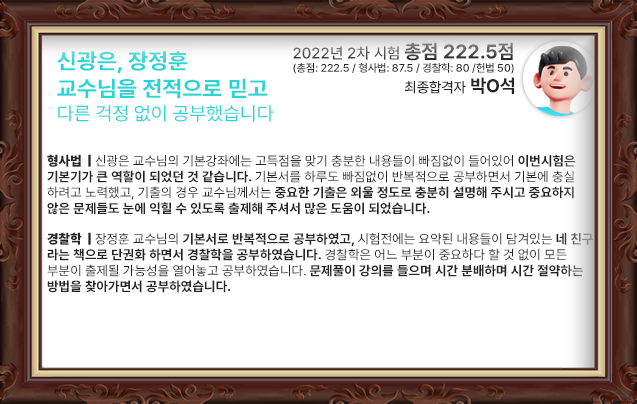 신광은, 장정훈
교수님을 전적으로 믿고
다른 걱정 없이 공부했습니다
2022년 2차 시험 총점 222.5점
(총점: 222.5 / 형사법: 87.5 / 경찰학: 80 /헌법 50)
최종합격자 박O석
형사법 | 신광은 교수님의 기본강좌에는 고득점을 맞기 충분한 내용들이 빠짐없이 들어있어 이번시험은
기본기가 큰 역할이 되었던 것 같습니다. 기본서를 하루도 빠짐없이 반복적으로 공부하면서 기본에 충실
하려고 노력했고, 기출의 경우 교수님께서는 중요한 기출은 외울 정도로 충분히 설명해 주시고 중요하지
않은 문제들도 눈에 익힐 수 있도록 출제해 주셔서 많은 도움이 되었습니다.
경찰학 | 장정훈 교수님의 기본서로 반복적으로 공부하였고, 시험전에는 요약된 내용들이 담겨있는 네 친구
라는 책으로 단권화 하면서 경찰학을 공부하였습니다. 경찰학은 어느 부분이 중요하다 할 것 없이 모든
부분이 출제될 가능성을 열어놓고 공부하였습니다. 문제풀이 강의를 들으며 시간 분배하며 시간 절약하는
방법을 찾아가면서 공부하였습니다.